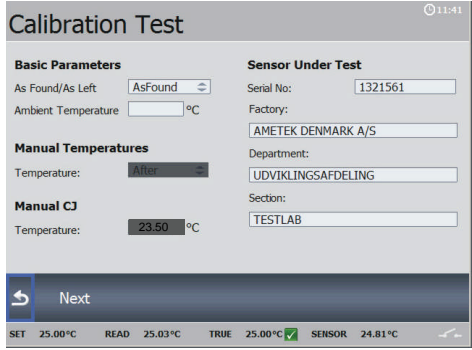 11:41
Calibration Test
Basic Parameters
As Found/As Left AsFound
Ambient Temperature °C
Manual Temperatures
Temperature: After
Manual CJ
Temperature: 23.50 °C
Sensor Under Test
Serial No: 1321561
Factory:
AMETEK DENMARK A/S
Department:
UDVIKLINGSAFDELING
Section:
TESTLAB
Next
SET 25.00°C READ 25.03°C TRUE 25.00°C SENSOR 24.81°C